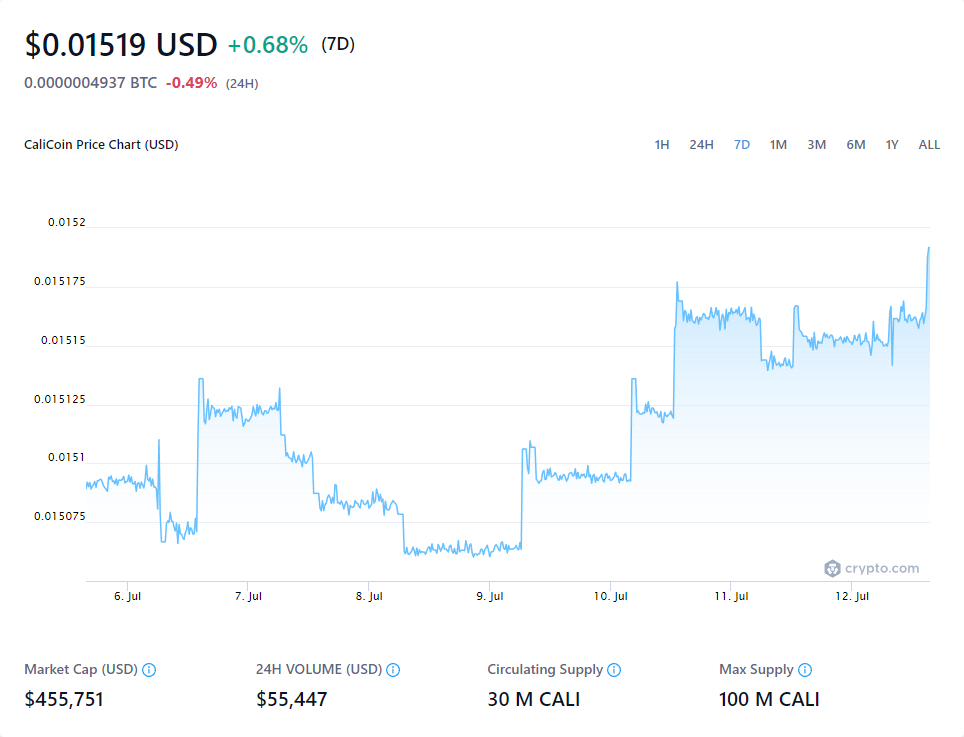 $0.01519 USD +0.68% (7D)
0.0000004937 BTC -0.49% (24H)
CaliCoin Price Chart (USD) 1H 24H 7D 1M 3M 6M 1Y ALL
0.0152
0.015175
0.01515
0.015125
0.0151
0.015075
crypto.com
6. Jul 7. Jul 8. Jul 9. Jul 10. Jul 11. Jul 12. Jul
Market Cap (USD) 24H VOLUME (USD) Circulating Supply Max Supply
$455,751 $55,447 30 M CALI 100 M CALI